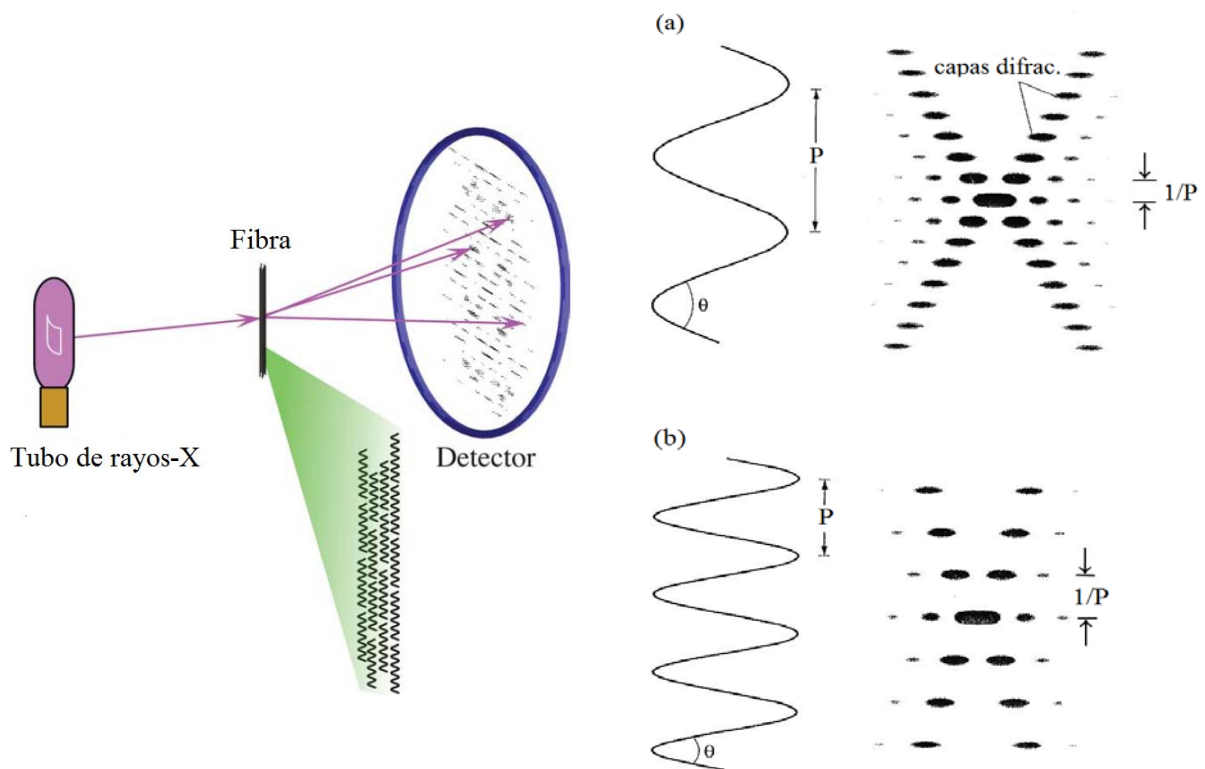 Fibra
Tubo de rayos-X
Detector
(a)
capas difrac.
P
1/P
θ
(b)
P
1/P
θ